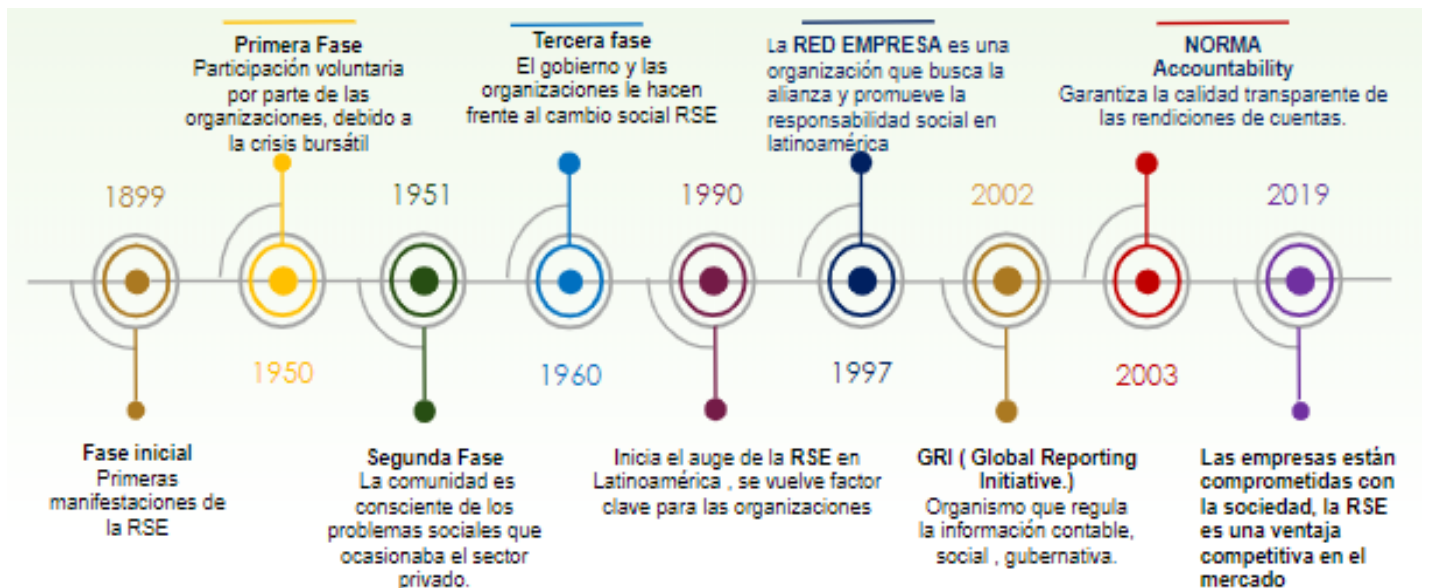 Primera Fase
Participación voluntaria
por parte de las
organizaciones, debido a
la crisis bursátil
Tercera fase
El gobierno y las
organizaciones le hacen
frente al cambio social RSE
La RED EMPRESA es una
organización que busca la
alianza y promueve la
responsabilidad social en
latinoamérica
NORMA
Accountability
Garantiza la calidad transparente de
las rendiciones de cuentas.
1899
1951
1990
2002
2019
1950
1960
1997
2003
Fase inicial
Primeras
manifestaciones de
la RSE
Segunda Fase
La comunidad es
consciente de los
problemas sociales que
ocasionaba el sector
privado.
Inicia el auge de la RSE en
Latinoamérica , se vuelve factor
clave para las organizaciones
GRI ( Global Reporting
Initiative.)
Organismo que regula
la información contable,
social , gubernativa.
Las empresas están
comprometidas con
la sociedad, la RSE
es una ventaja
competitiva en el
mercado